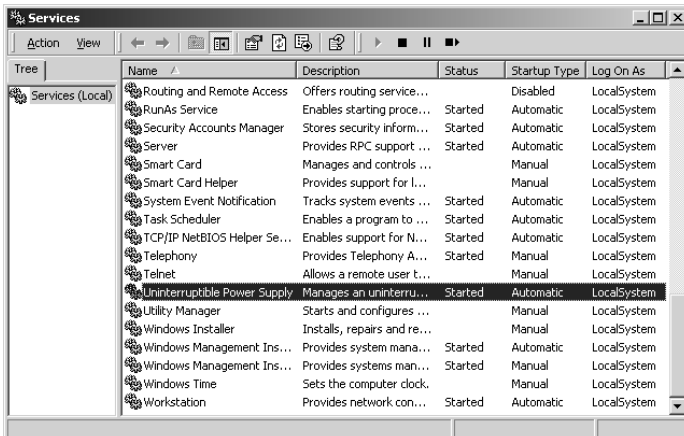 Services
Action View
Tree
Services (Local)
Name Description Status Startup Type Log On As
Routing and Remote Access Offers routing service... Disabled LocalSystem
RunAs Service Enables starting proce... Started Automatic LocalSystem
Security Accounts Manager Stores security inform... Started Automatic LocalSystem
Server Provides RPC support ... Started Automatic LocalSystem
Smart Card Manages and controls ... Manual LocalSystem
Smart Card Helper Provides support for l... Manual LocalSystem
System Event Notification Tracks system events ... Started Automatic LocalSystem
Task Scheduler Enables a program to ... Started Automatic LocalSystem
TCP/IP NetBIOS Helper Se... Enables support for N... Started Automatic LocalSystem
Telephony Provides Telephony A... Started Manual LocalSystem
Telnet Allows a remote user t... Manual LocalSystem
Uninterruptible Power Supply Manages an uninterru... Started Automatic LocalSystem
Utility Manager Starts and configures ... Manual LocalSystem
Windows Installer Installs, repairs and re... Manual LocalSystem
Windows Management Ins... Provides system mana... Started Automatic LocalSystem
Windows Management Ins... Provides systems man... Started Manual LocalSystem
Windows Time Sets the computer clock. Manual LocalSystem
Workstation Provides network con... Started Automatic LocalSystem